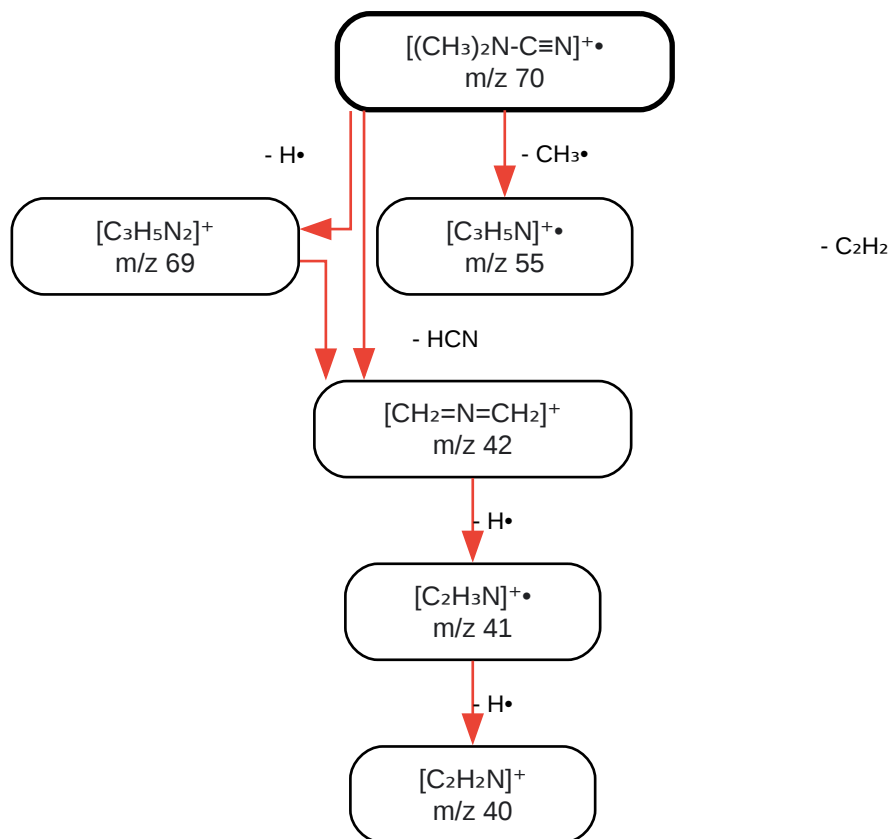 [(CH₃)₂N-C≡N]⁺•
m/z 70
- H•
- CH₃•
[C₃H₅N₂]⁺
m/z 69
[C₃H₅N]⁺•
m/z 55
- C₂H₂
- HCN
[CH₂=N=CH₂]⁺
m/z 42
- H•
[C₂H₃N]⁺•
m/z 41
- H•
[C₂H₂N]⁺
m/z 40